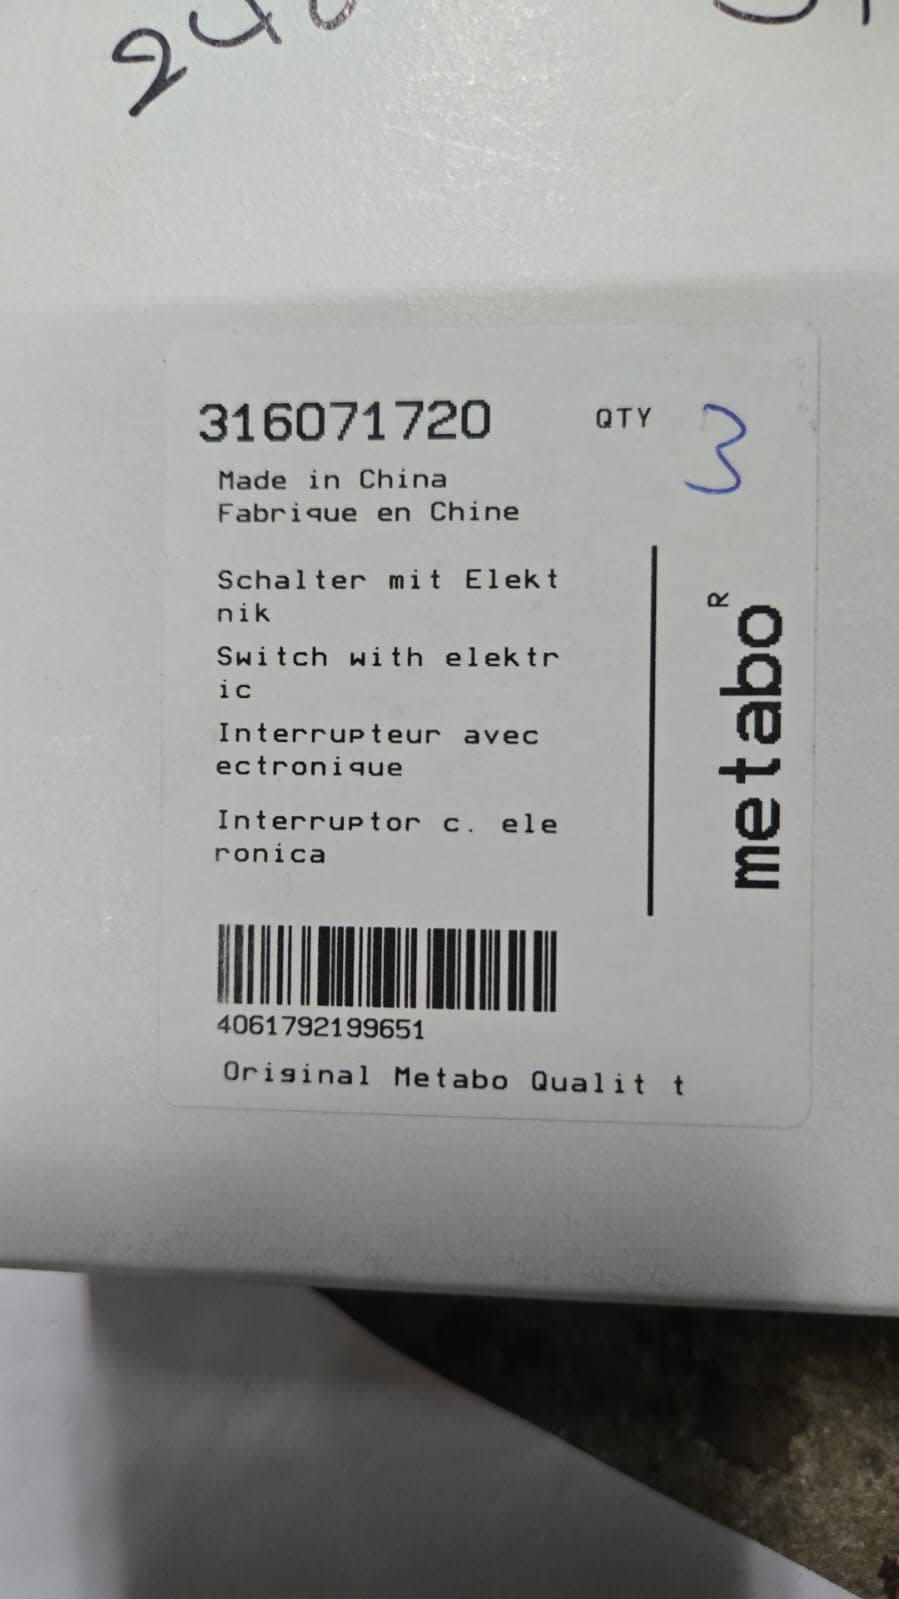 316071720 QTY 3
Made in China
Fabrique en Chine
Schalter mit Elekt
nik
Switch with elektr
ic
Interrupteur avec
ectronique
Interruptor c. ele
ronica
metabo R
4061792199651
Original Metabo Qualit t